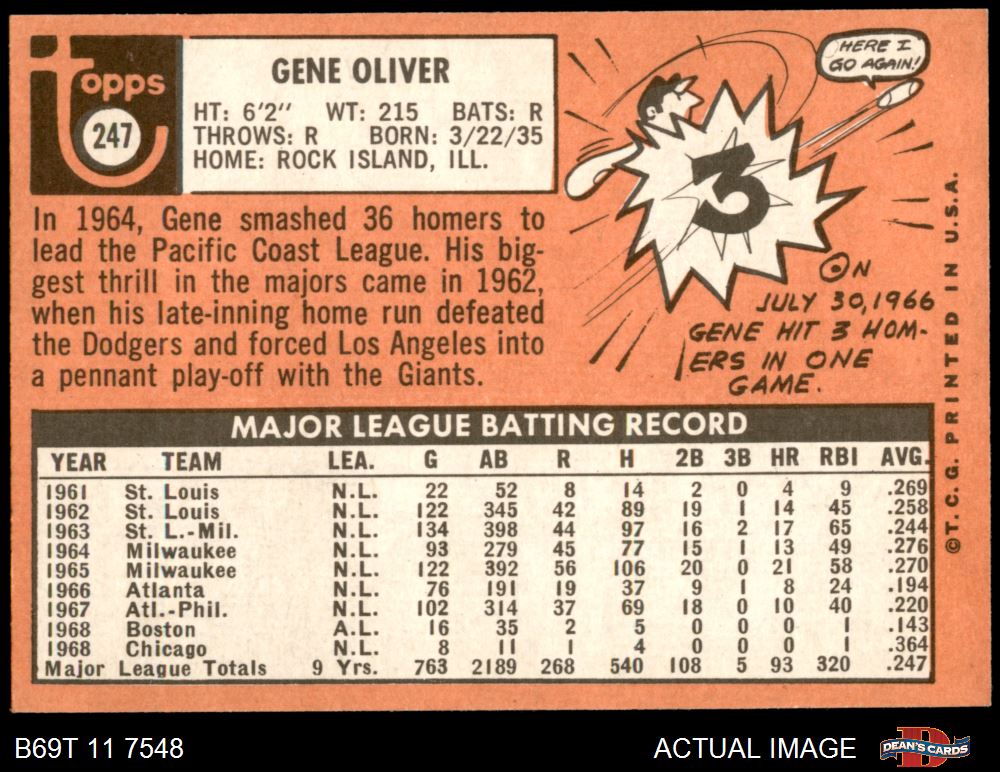 topps
247
GENE OLIVER
HT: 6'2" WT: 215 BATS: R
THROWS: R BORN: 3/22/35
HOME: ROCK ISLAND, ILL.
HERE I
GO AGAIN!
3
In 1964, Gene smashed 36 homers to
lead the Pacific Coast League. His big-
gest thrill in the majors came in 1962,
when his late-inning home run defeated
the Dodgers and forced Los Angeles into
a pennant play-off with the Giants.
ON
JULY 30, 1966
GENE HIT 3 HOM-
ERS IN ONE
GAME.
©T.C.G. PRINTED IN U.S.A.
MAJOR LEAGUE BATTING RECORD
YEAR TEAM LEA. G AB R H 2B 3B HR RBI AVG.
1961 St. Louis N.L. 22 52 8 14 2 0 4 9 .269
1962 St. Louis N.L. 122 345 42 89 19 1 14 45 .258
1963 St. L.-Mil. N.L. 134 398 44 97 16 2 17 65 .244
1964 Milwaukee N.L. 93 279 45 77 15 1 13 49 .276
1965 Milwaukee N.L. 122 392 56 106 20 0 21 58 .270
1966 Atlanta N.L. 76 191 19 37 9 1 8 24 .194
1967 Atl.-Phil. N.L. 102 314 37 69 18 0 10 40 .220
1968 Boston A.L. 16 35 2 5 0 0 0 1 .143
1968 Chicago N.L. 8 11 1 4 0 0 0 1 .364
Major League Totals 9 Yrs. 763 2189 268 540 108 5 93 320 .247
B69T 11 7548
ACTUAL IMAGE
D
DEAN'S CARDS